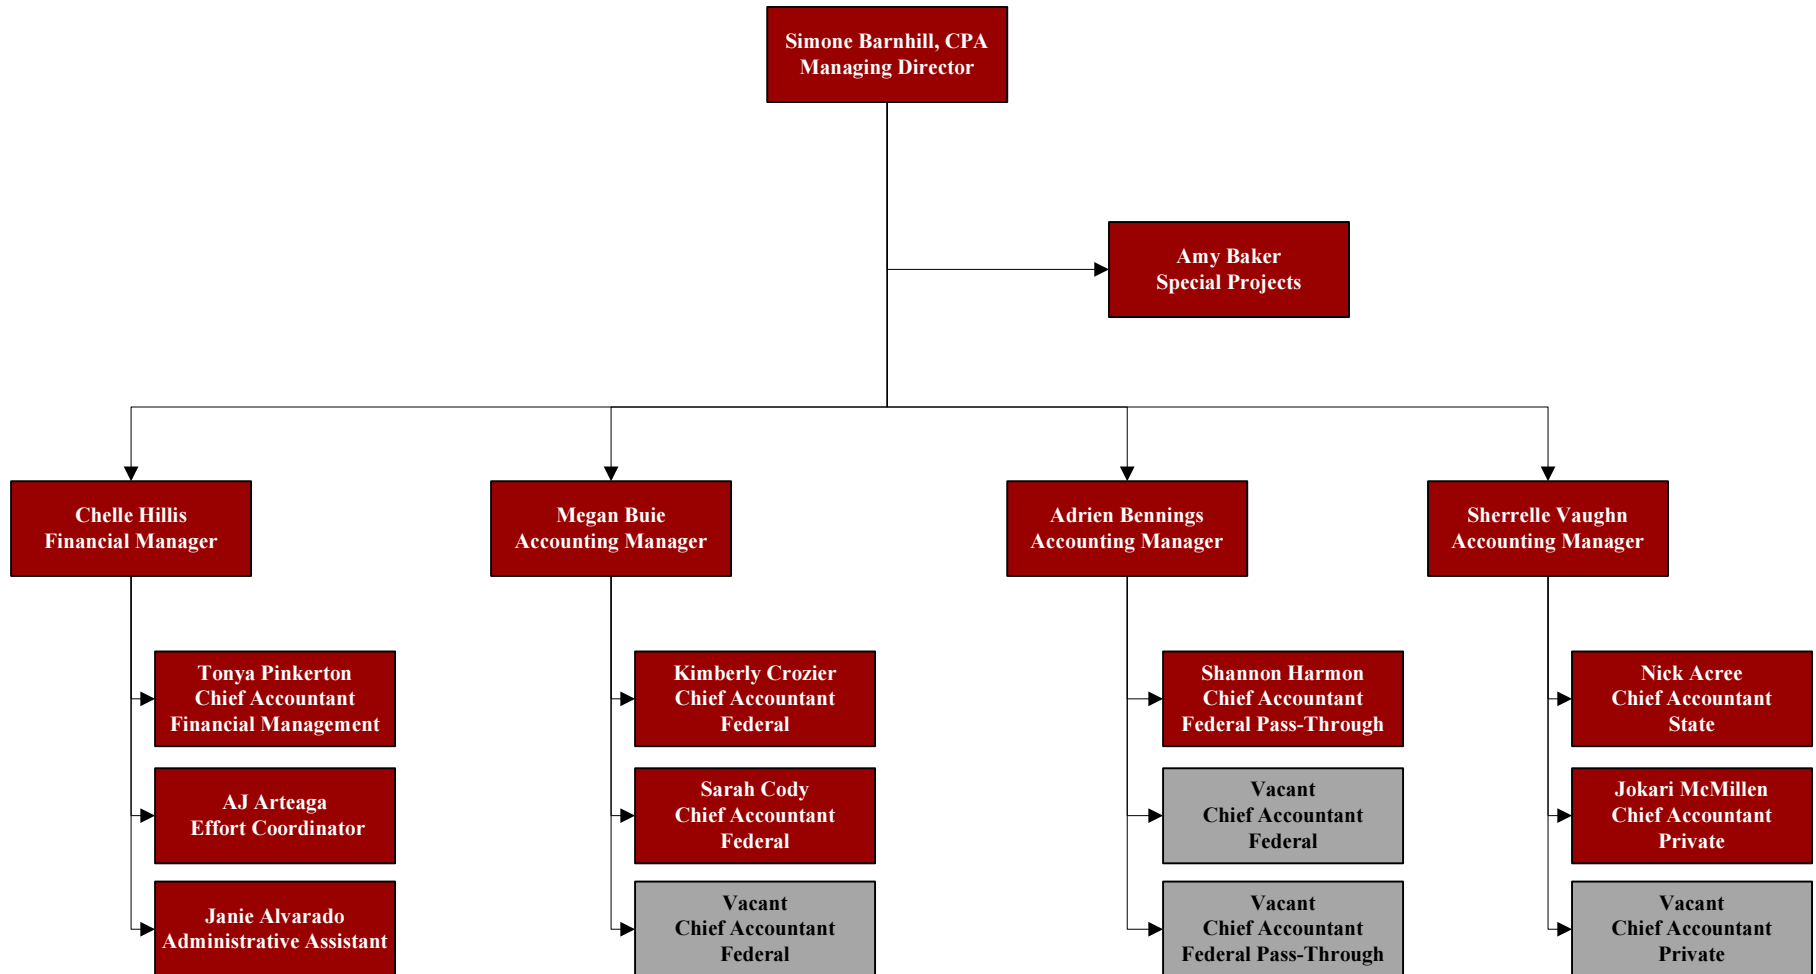 Simone Barnhill, CPA
Managing Director
Amy Baker
Special Projects
Chelle Hillis
Financial Manager
Megan Buie
Accounting Manager
Adrien Bennings
Accounting Manager
Sherrelle Vaughn
Accounting Manager
Tonya Pinkerton
Chief Accountant
Financial Management
Kimberly Crozier
Chief Accountant
Federal
Shannon Harmon
Chief Accountant
Federal Pass-Through
Nick Acree
Chief Accountant
State
AJ Arteaga
Effort Coordinator
Sarah Cody
Chief Accountant
Federal
Vacant
Chief Accountant
Federal
Jokari McMillen
Chief Accountant
Private
Janie Alvarado
Administrative Assistant
Vacant
Chief Accountant
Federal
Vacant
Chief Accountant
Federal Pass-Through
Vacant
Chief Accountant
Private